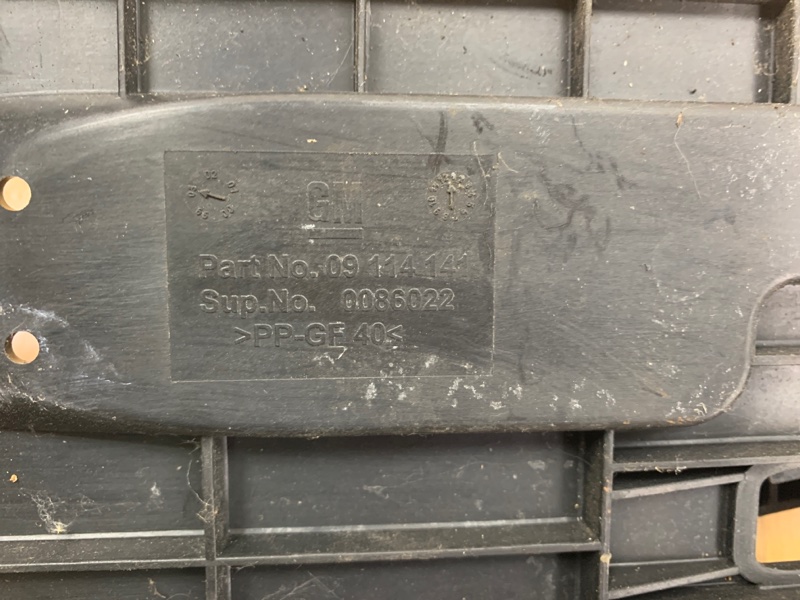 GM
Part No. 09 114 141
Sup.No. 0086022
>PP-GF 40<